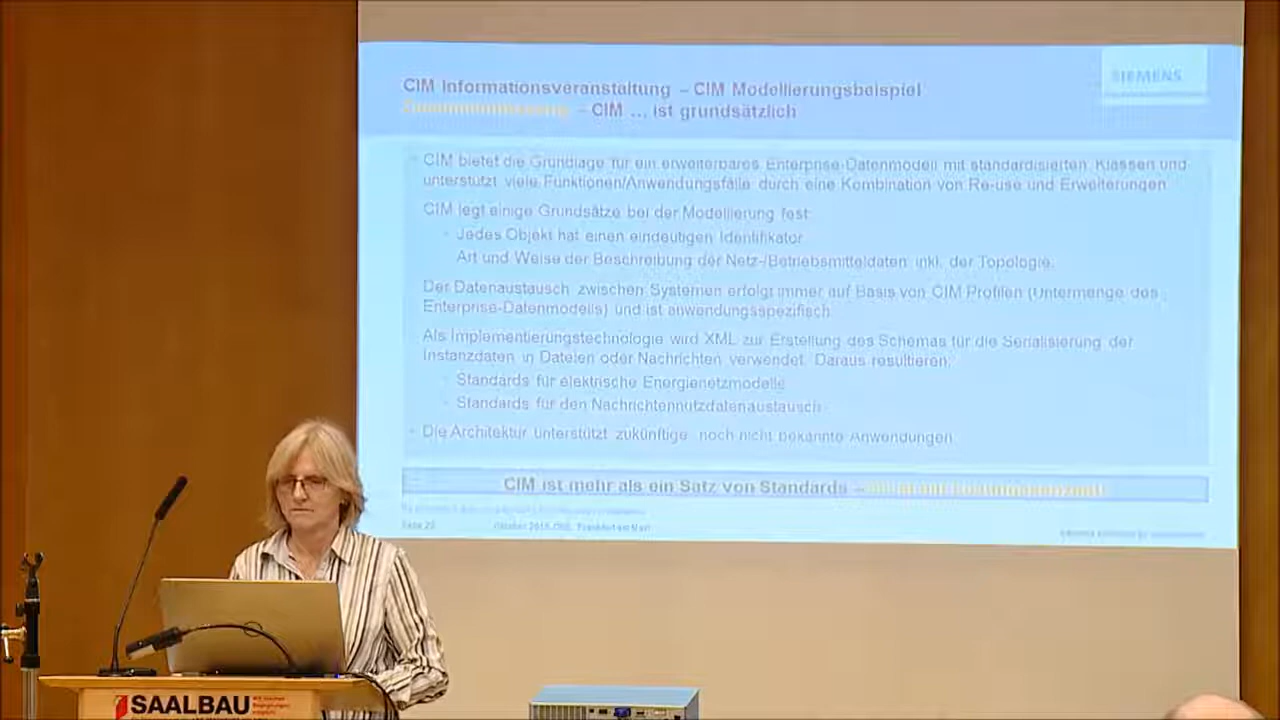 CIM Informationsveranstaltung – CIM Modellierungsbeispiel
SIEMENS
Zusammenfassung – CIM ... ist grundsätzlich
CIM bietet die Grundlage für ein erweiterbares Enterprise-Datenmodell mit standardisierten Klassen und
unterstützt viele Funktionen/Anwendungsfälle durch eine Kombination von Re-use und Erweiterungen
CIM legt einige Grundsätze bei der Modellierung fest:
Jedes Objekt hat einen eindeutigen Identifikator
Art und Weise der Beschreibung der Netz-/Betriebsmitteldaten inkl. der Topologie.
Der Datenaustausch zwischen Systemen erfolgt immer auf Basis von CIM Profilen (Untermenge des
Enterprise-Datenmodells) und ist anwendungsspezifisch
Als Implementierungstechnologie wird XML zur Erstellung des Schemas für die Serialisierung der
Instanzdaten in Dateien oder Nachrichten verwendet. Daraus resultieren:
Standards für elektrische Energienetzmodelle
Standards für den Nachrichtennutzdatenaustausch
Die Architektur unterstützt zukünftige, noch nicht bekannte Anwendungen
CIM ist mehr als ein Satz von Standards –
Frankfurt
SAALBAU